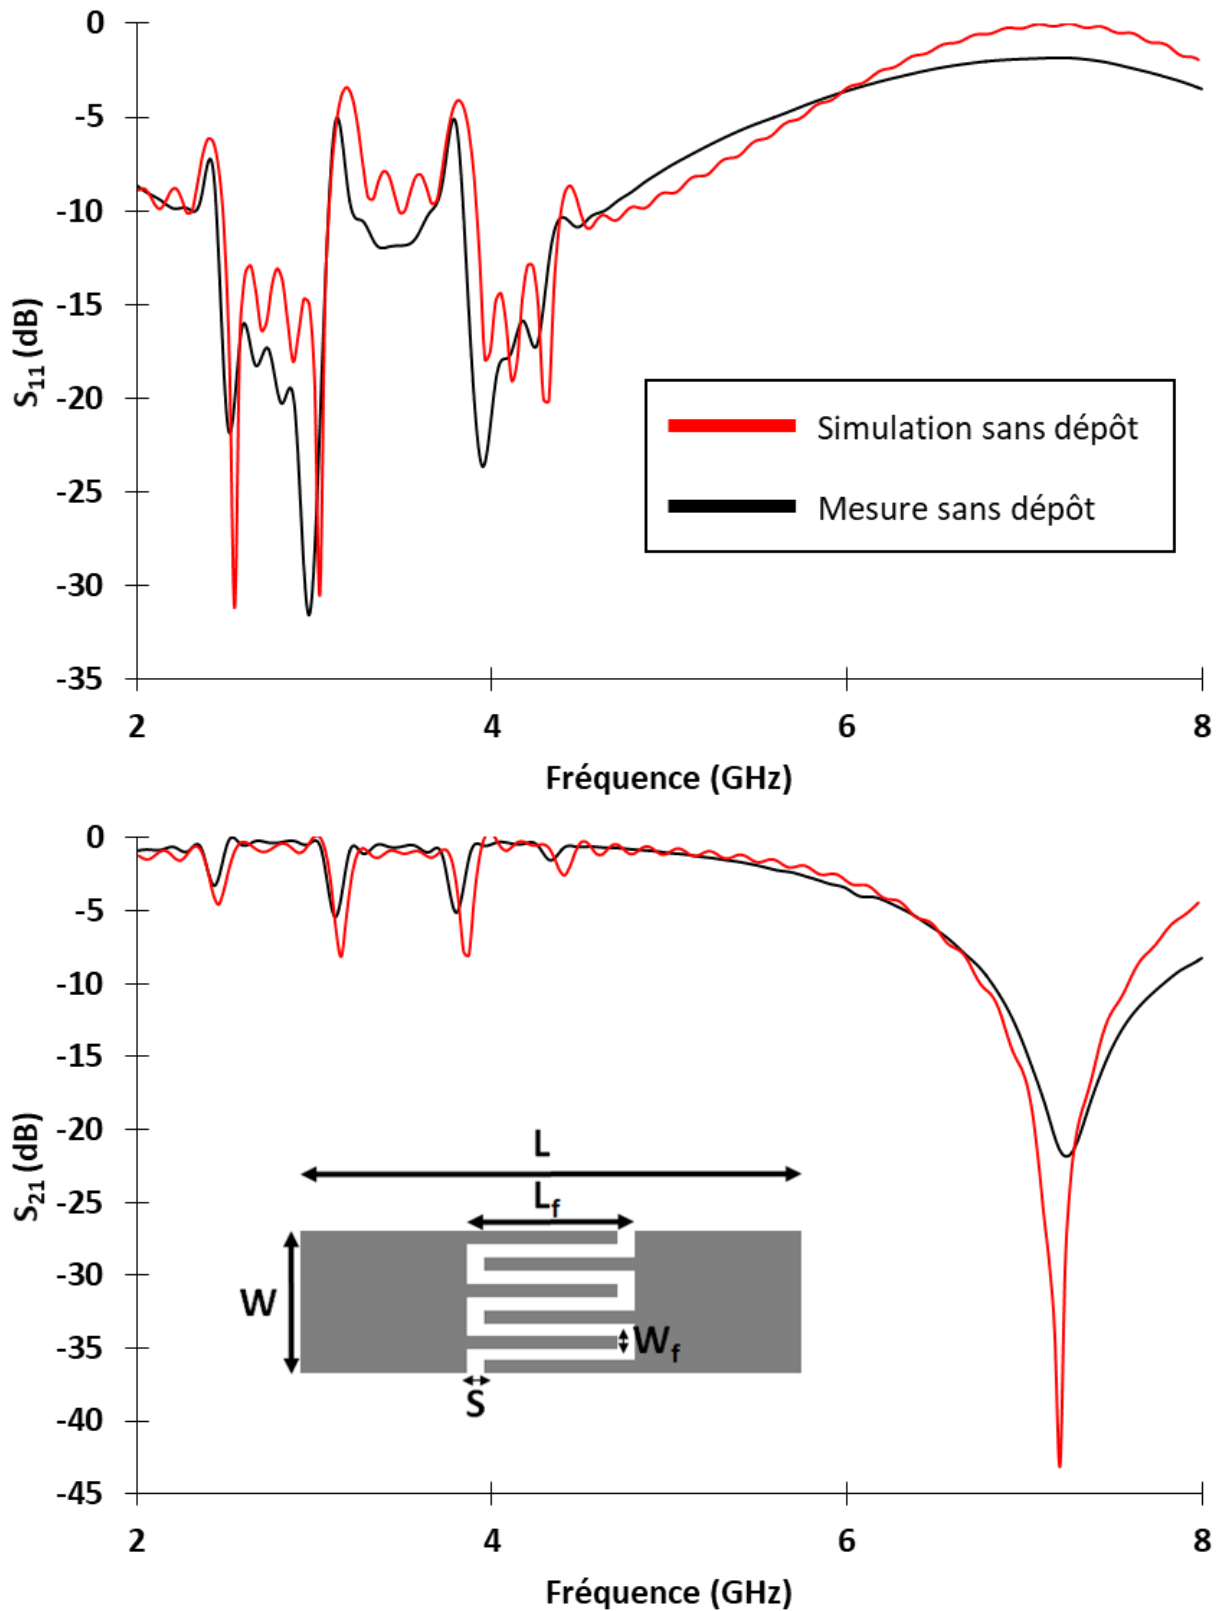 0
-5
-10
-15
-20
-25
-30
-35
S11 (dB)
Simulation sans dépôt
Mesure sans dépôt
2 4 6 8
Fréquence (GHz)
0
-5
-10
-15
-20
-25
-30
-35
-40
-45
S21 (dB)
L
Lf
W
Wf
S
2 4 6 8
Fréquence (GHz)